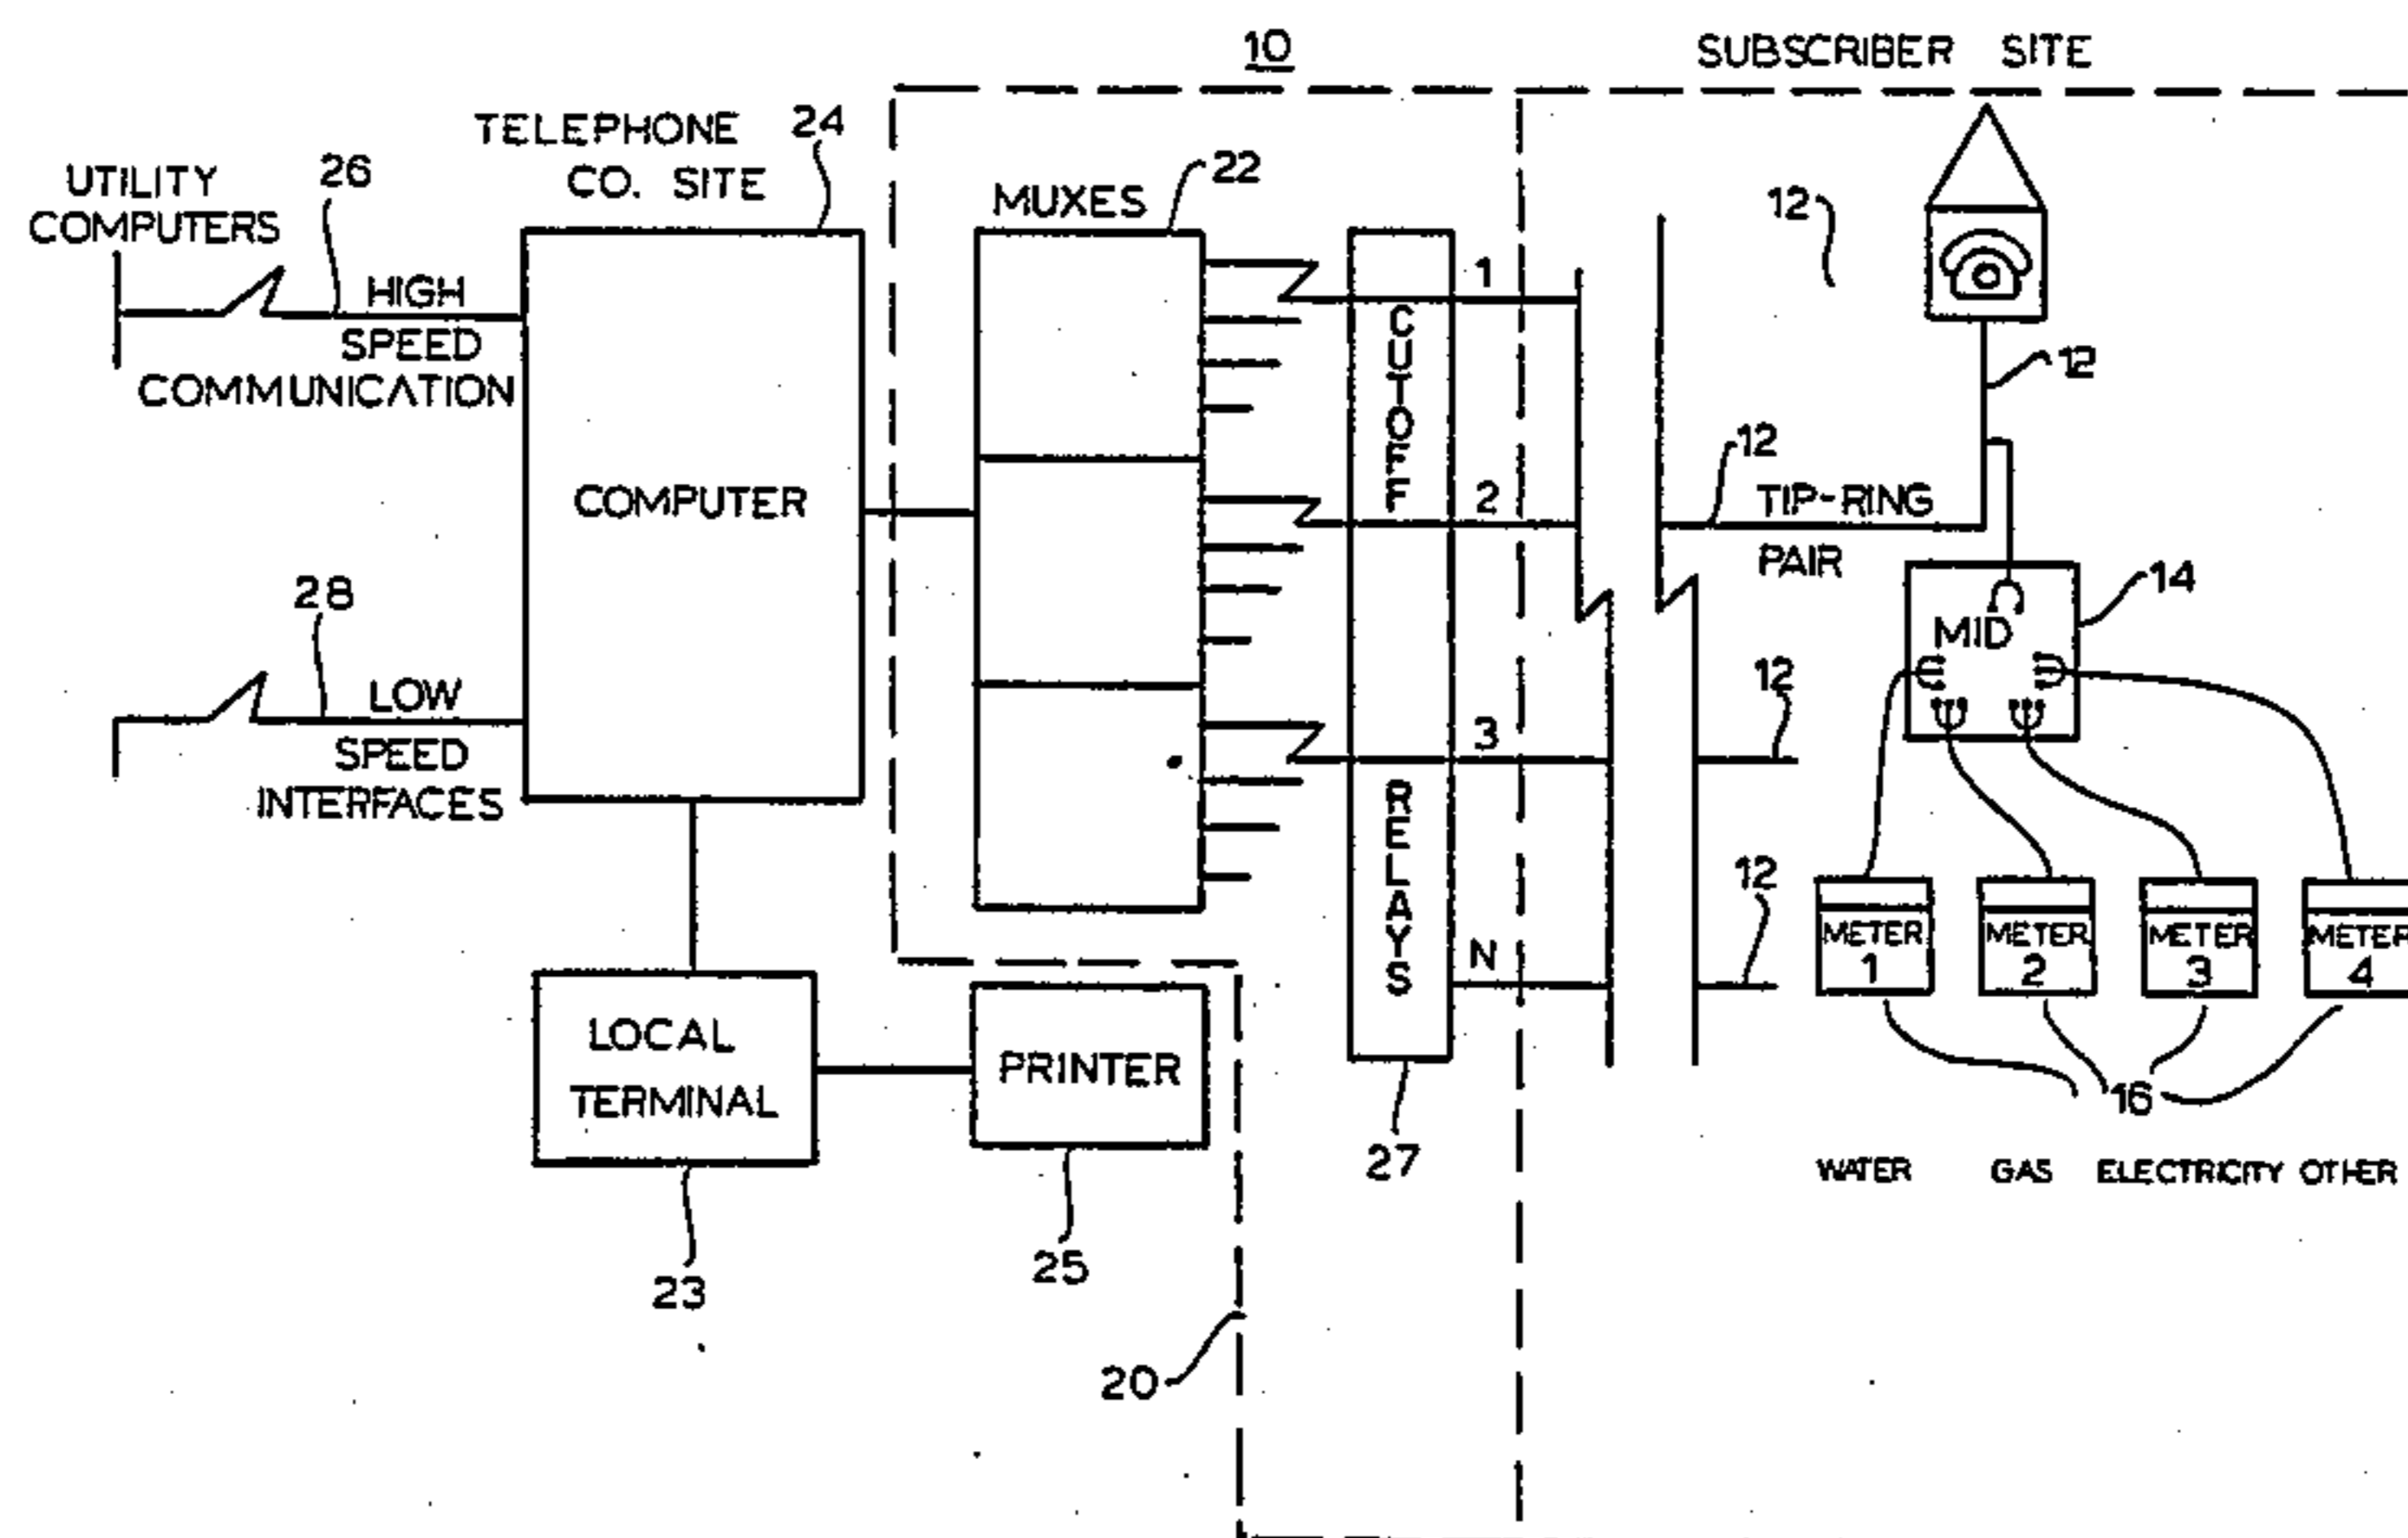 10
SUBSCRIBER SITE
TELEPHONE
CO. SITE
24
UTILITY
COMPUTERS
26
HIGH
SPEED
COMMUNICATION
MUXES
22
1
12
12
COMPUTER
CUTOFF
2
12
TIP-RING
PAIR
14
MID
28
LOW
SPEED
INTERFACES
3
12
RELAYS
N
12
METER
1
METER
2
METER
3
METER
4
LOCAL
TERMINAL
PRINTER
16
27
WATER
GAS
ELECTRICITY
OTHER
23
25
20